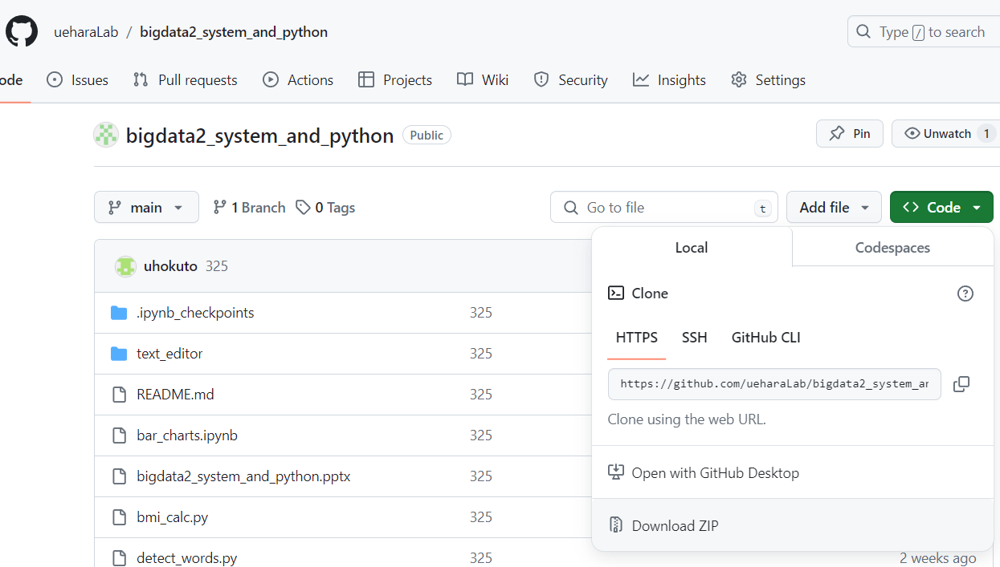 ueharaLab / bigdata2_system_and_python
Type / to search
ode Issues Pull requests Actions Projects Wiki Security Insights Settings
bigdata2_system_and_python Public
Pin
Unwatch 1
main 1 Branch 0 Tags
Go to file t
Add file
<> Code
Local Codespaces
uhokuto 325
Clone
.ipynb_checkpoints 325
HTTPS SSH GitHub CLI
text_editor 325
https://github.com/ueharaLab/bigdata2_system_ar
README.md 325
Clone using the web URL.
bar_charts.ipynb 325
bigdata2_system_and_python.pptx 325
Open with GitHub Desktop
bmi_calc.py 325
Download ZIP
detect_words.py 325 2 weeks ago